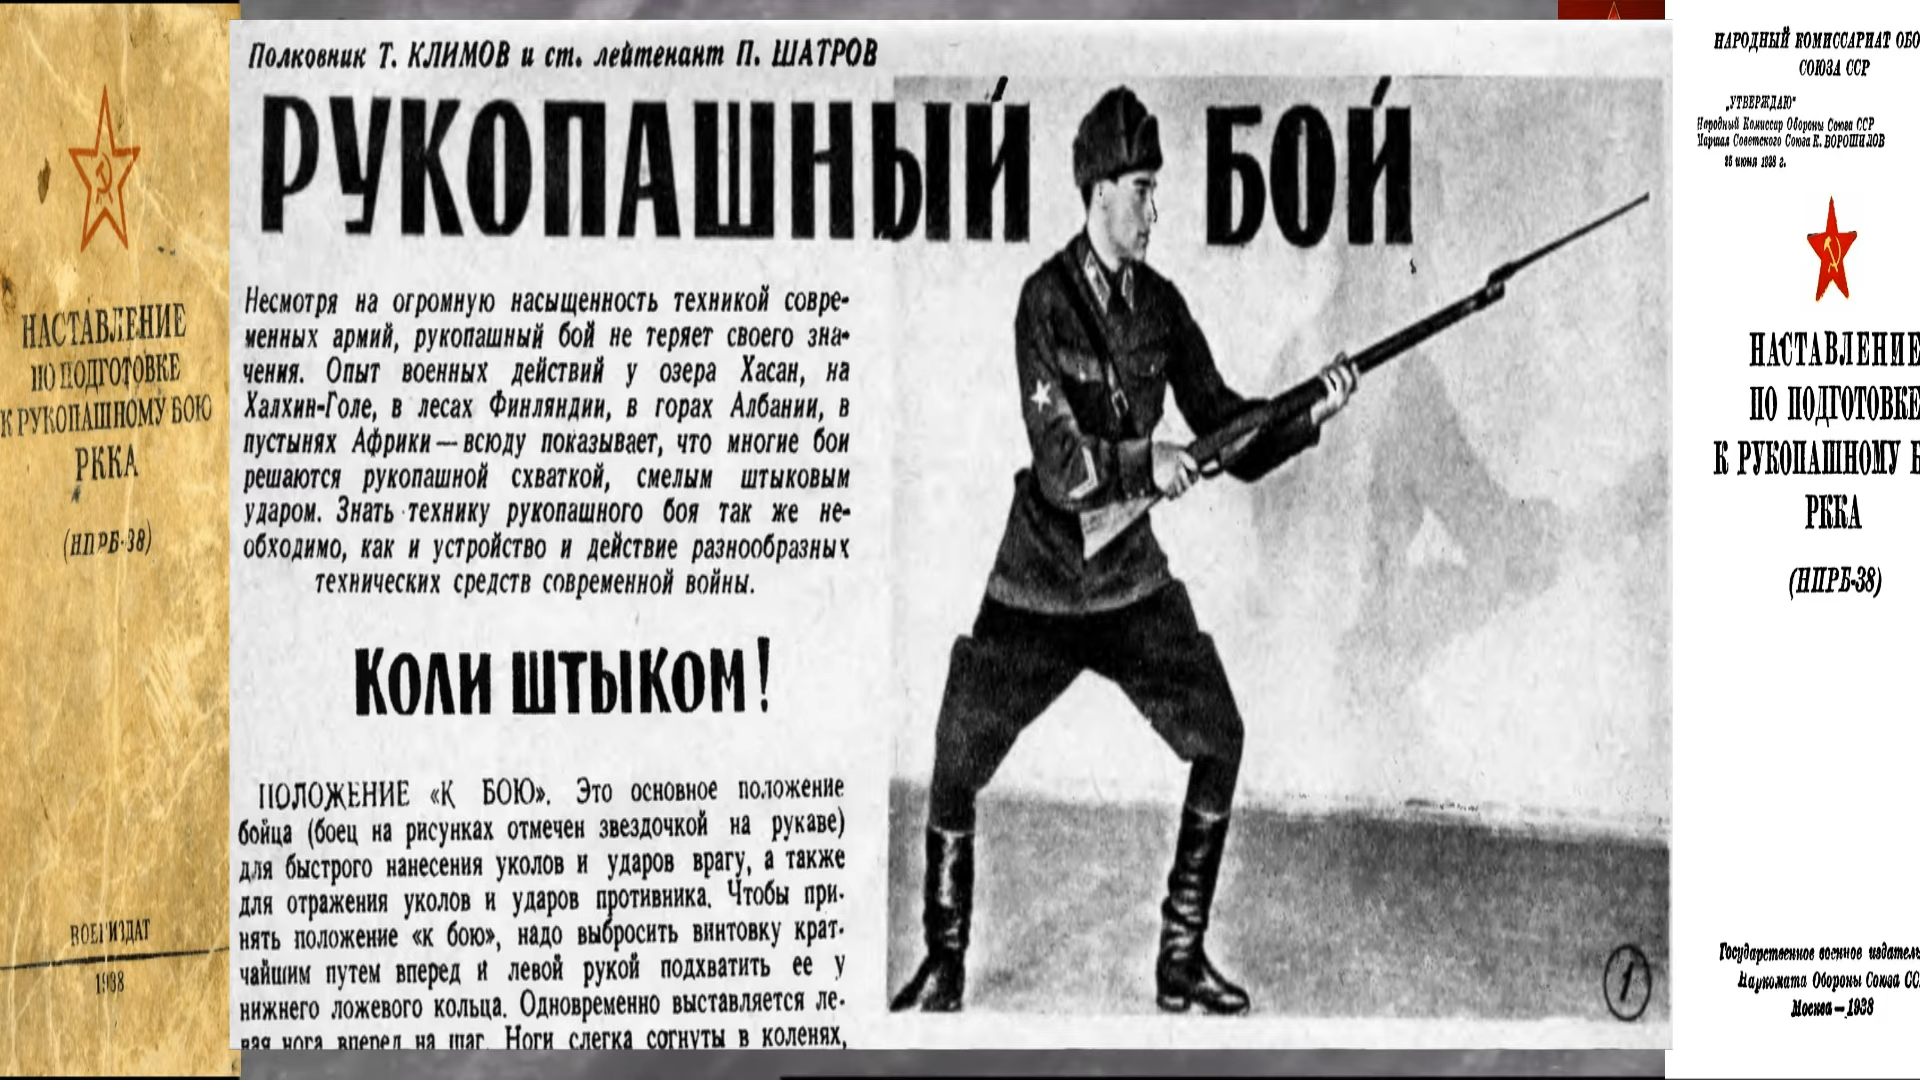 НАСТАВЛЕНИЕ
ПО ПОДГОТОВКЕ
К РУКОПАШНОМУ БОЮ
РККА
(НПРБ-38)
ВОЕНИЗДАТ
1938
Полковник Т. КЛИМОВ и ст. лейтенант П. ШАТРОВ
РУКОПАШНЫЙ БОЙ
Несмотря на огромную насыщенность техникой совре-
менных армий, рукопашный бой не теряет своего зна-
чения. Опыт военных действий у озера Хасан, на
Халхин-Голе, в лесах Финляндии, в горах Албании, в
пустынях Африки — всюду показывает, что многие бои
решаются рукопашной схваткой, смелым штыковым
ударом. Знать технику рукопашного боя так же не-
обходимо, как и устройство и действие разнообразных
технических средств современной войны.
КОЛИ ШТЫКОМ!
ПОЛОЖЕНИЕ «К БОЮ». Это основное положение
бойца (боец на рисунках отмечен звездочкой на рукаве)
для быстрого нанесения уколов и ударов врагу, а также
для отражения уколов и ударов противника. Чтобы при-
нять положение «к бою», надо выбросить винтовку крат-
чайшим путем вперед и левой рукой подхватить ее у
нижнего ложевого кольца. Одновременно выставляется ле-
вая нога вперед на шаг. Ноги слегка согнуты в коленях,
1
НАРОДНЫЙ КОМИССАРИАТ ОБО
СОЮЗА ССР
„УТВЕРЖДАЮ"
Народный Комиссар Обороны Союза ССР
Маршал Советского Союза К. ВОРОШИЛОВ
июня 1938 г.
НАСТАВЛЕНИЕ
ПО ПОДГОТОВКЕ
К РУКОПАШНОМУ Б
РККА
(НПРБ-38)
Государственное военное издатель
Наркомата Обороны Союза СС
Москва — 1938